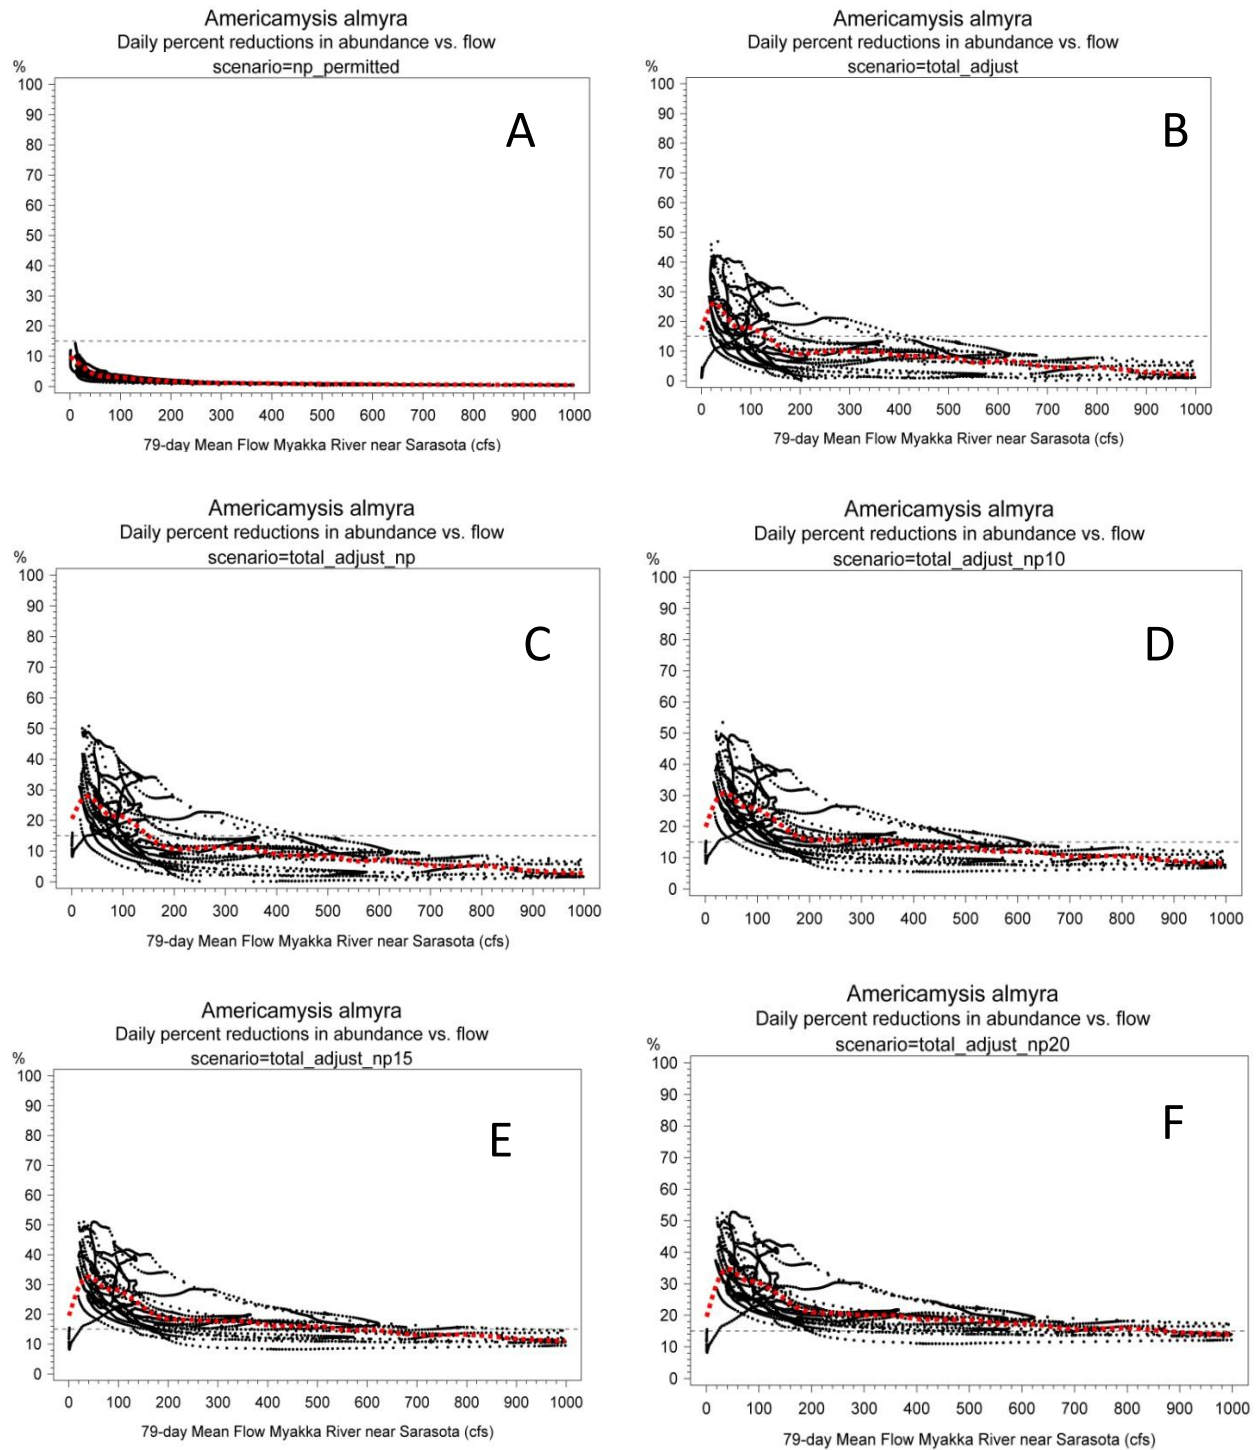 Americamysis almyra
Daily percent reductions in abundance vs. flow
scenario=np_permitted
%
A
100
90
80
70
60
50
40
30
20
10
0
0 100 200 300 400 500 600 700 800 900 1000
79-day Mean Flow Myakka River near Sarasota (cfs)
Americamysis almyra
Daily percent reductions in abundance vs. flow
scenario=total_adjust
%
B
100
90
80
70
60
50
40
30
20
10
0
0 100 200 300 400 500 600 700 800 900 1000
79-day Mean Flow Myakka River near Sarasota (cfs)
Americamysis almyra
Daily percent reductions in abundance vs. flow
scenario=total_adjust_np
%
C
100
90
80
70
60
50
40
30
20
10
0
0 100 200 300 400 500 600 700 800 900 1000
79-day Mean Flow Myakka River near Sarasota (cfs)
Americamysis almyra
Daily percent reductions in abundance vs. flow
scenario=total_adjust_np10
%
D
100
90
80
70
60
50
40
30
20
10
0
0 100 200 300 400 500 600 700 800 900 1000
79-day Mean Flow Myakka River near Sarasota (cfs)
Americamysis almyra
Daily percent reductions in abundance vs. flow
scenario=total_adjust_np15
%
E
100
90
80
70
60
50
40
30
20
10
0
0 100 200 300 400 500 600 700 800 900 1000
79-day Mean Flow Myakka River near Sarasota (cfs)
Americamysis almyra
Daily percent reductions in abundance vs. flow
scenario=total_adjust_np20
%
F
100
90
80
70
60
50
40
30
20
10
0
0 100 200 300 400 500 600 700 800 900 1000
79-day Mean Flow Myakka River near Sarasota (cfs)